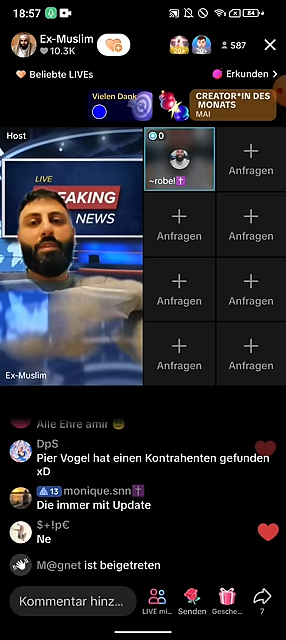 18:57
84
Ex-Muslim
10.3K
587
Beliebte LIVEs
Erkunden
Vielen Dank
CREATOR*IN DES
MONATS
MAI
Host
LIVE
EAKING
NEWS
Ex-Muslim
0
~robel✝️
Anfragen
Anfragen
Anfragen
Anfragen
Anfragen
Anfragen
Anfragen
Alle Ehre amir
DpS
Pier Vogel hat einen Kontrahenten gefunden
xD
13 monique.snn✝️
Die immer mit Update
$+!p€
Ne
M@gnet ist beigetreten
Kommentar hinz...
LIVE mi...
Senden
Gesche...
7